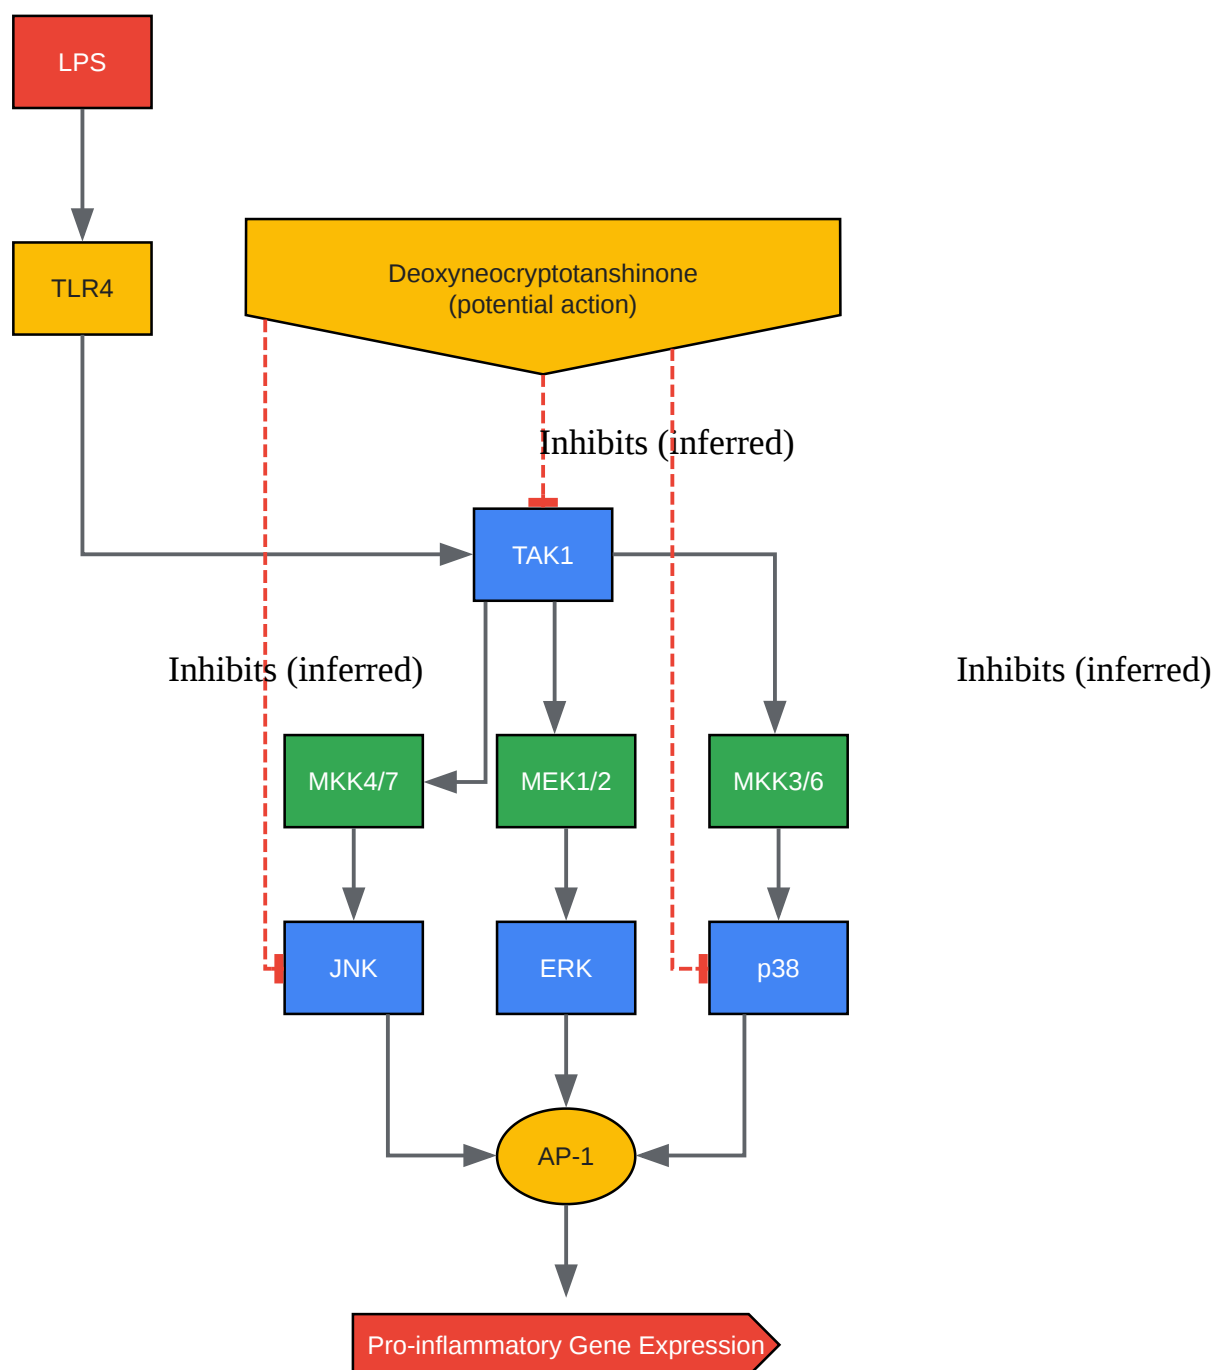 LPS
TLR4
Deoxyneocryptotanshinone
(potential action)
Inhibits (inferred)
TAK1
Inhibits (inferred)
Inhibits (inferred)
MKK4/7
MEK1/2
MKK3/6
JNK
ERK
p38
AP-1
Pro-inflammatory Gene Expression